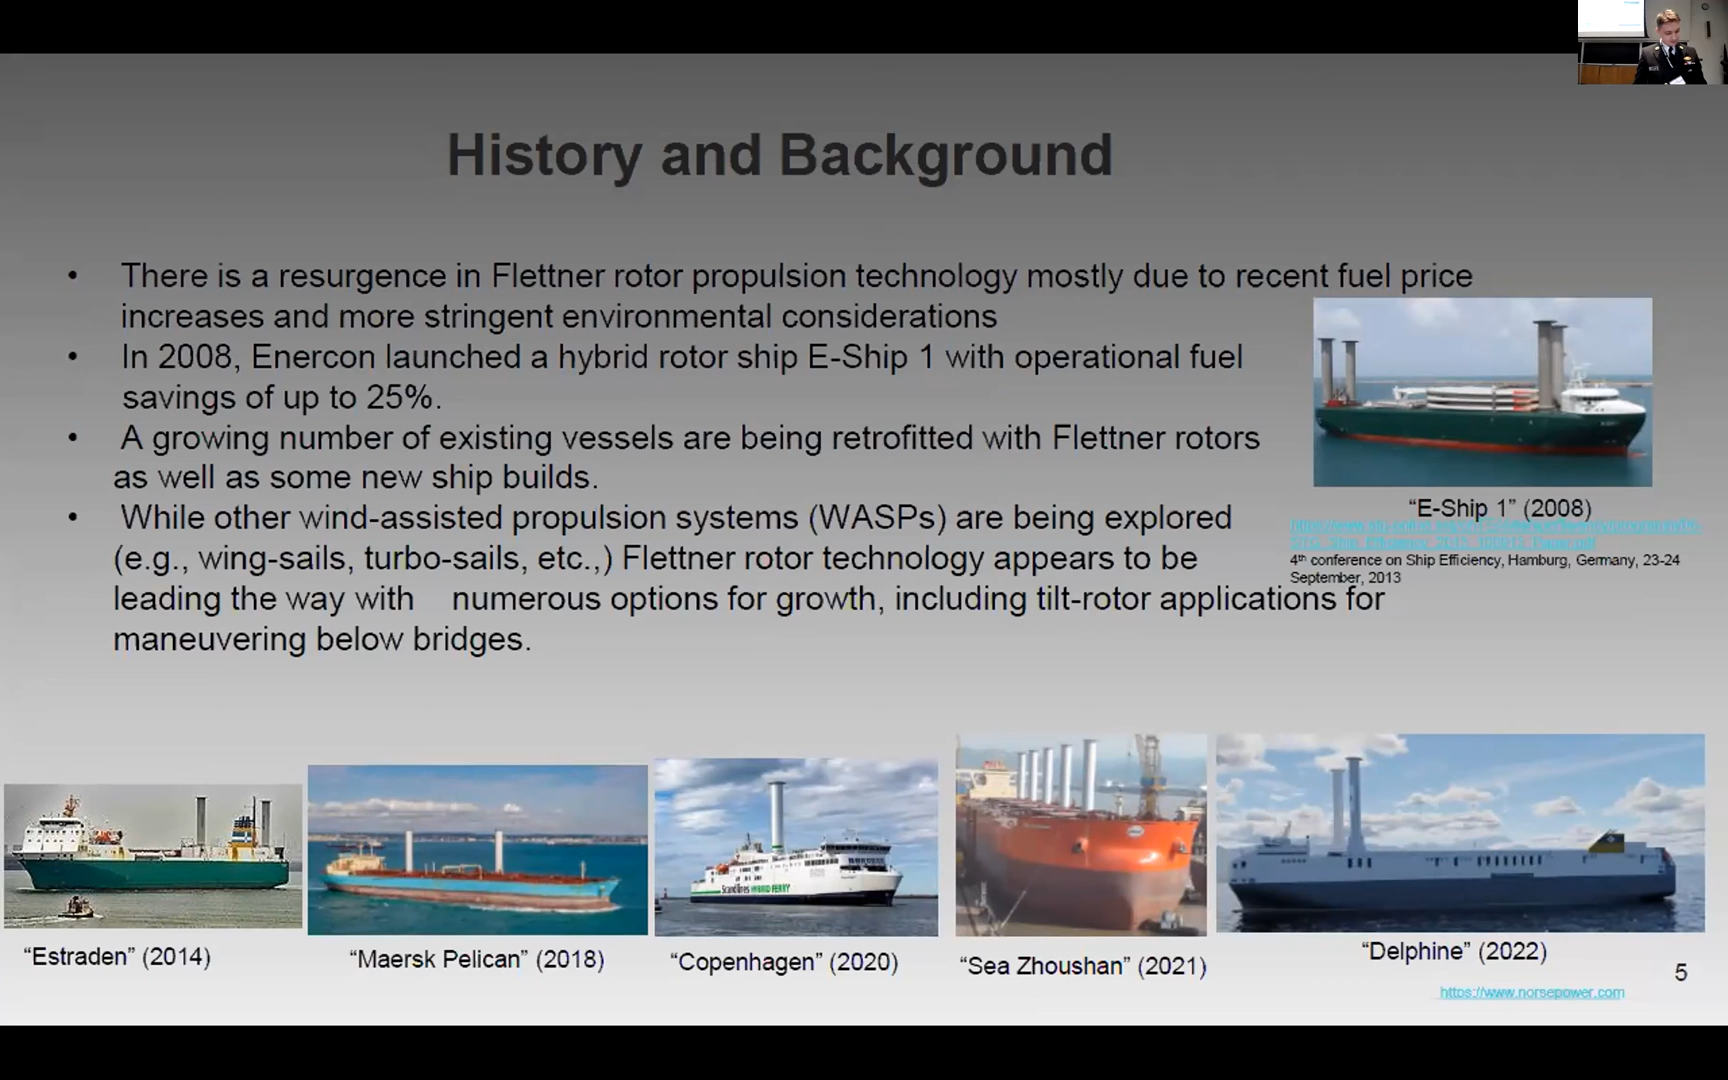 History and Background
• There is a resurgence in Flettner rotor propulsion technology mostly due to recent fuel price
increases and more stringent environmental considerations
• In 2008, Enercon launched a hybrid rotor ship E-Ship 1 with operational fuel
savings of up to 25%.
• A growing number of existing vessels are being retrofitted with Flettner rotors
as well as some new ship builds.
• While other wind-assisted propulsion systems (WASPs) are being explored
(e.g., wing-sails, turbo-sails, etc.,) Flettner rotor technology appears to be
leading the way with numerous options for growth, including tilt-rotor applications for
maneuvering below bridges.
“E-Ship 1” (2008)
4th conference on Ship Efficiency, Hamburg, Germany, 23-24
September, 2013
Scandlines HYBRID FERRY
“Estraden” (2014)
“Maersk Pelican” (2018)
“Copenhagen” (2020)
“Sea Zhoushan” (2021)
“Delphine” (2022)
https://www.norsepower.com
5